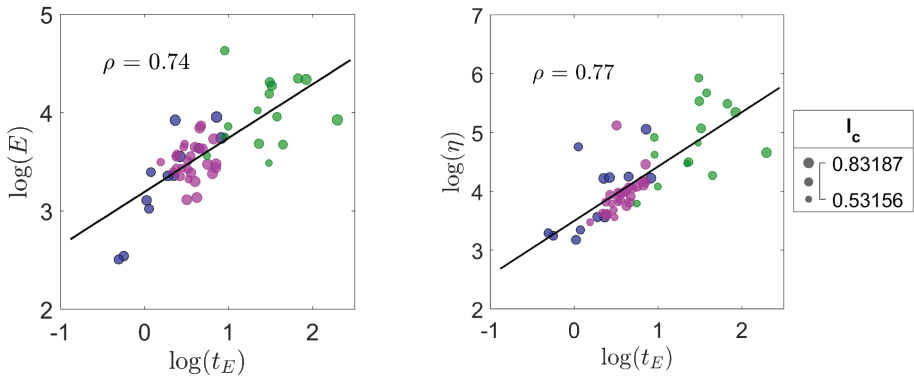 5
4
3
2
log(E)
ρ = 0.74
-1 0 1 2
log(t_E)
7
6
5
4
3
2
log(η)
ρ = 0.77
-1 0 1 2
log(t_E)
I_c
0.83187
0.53156